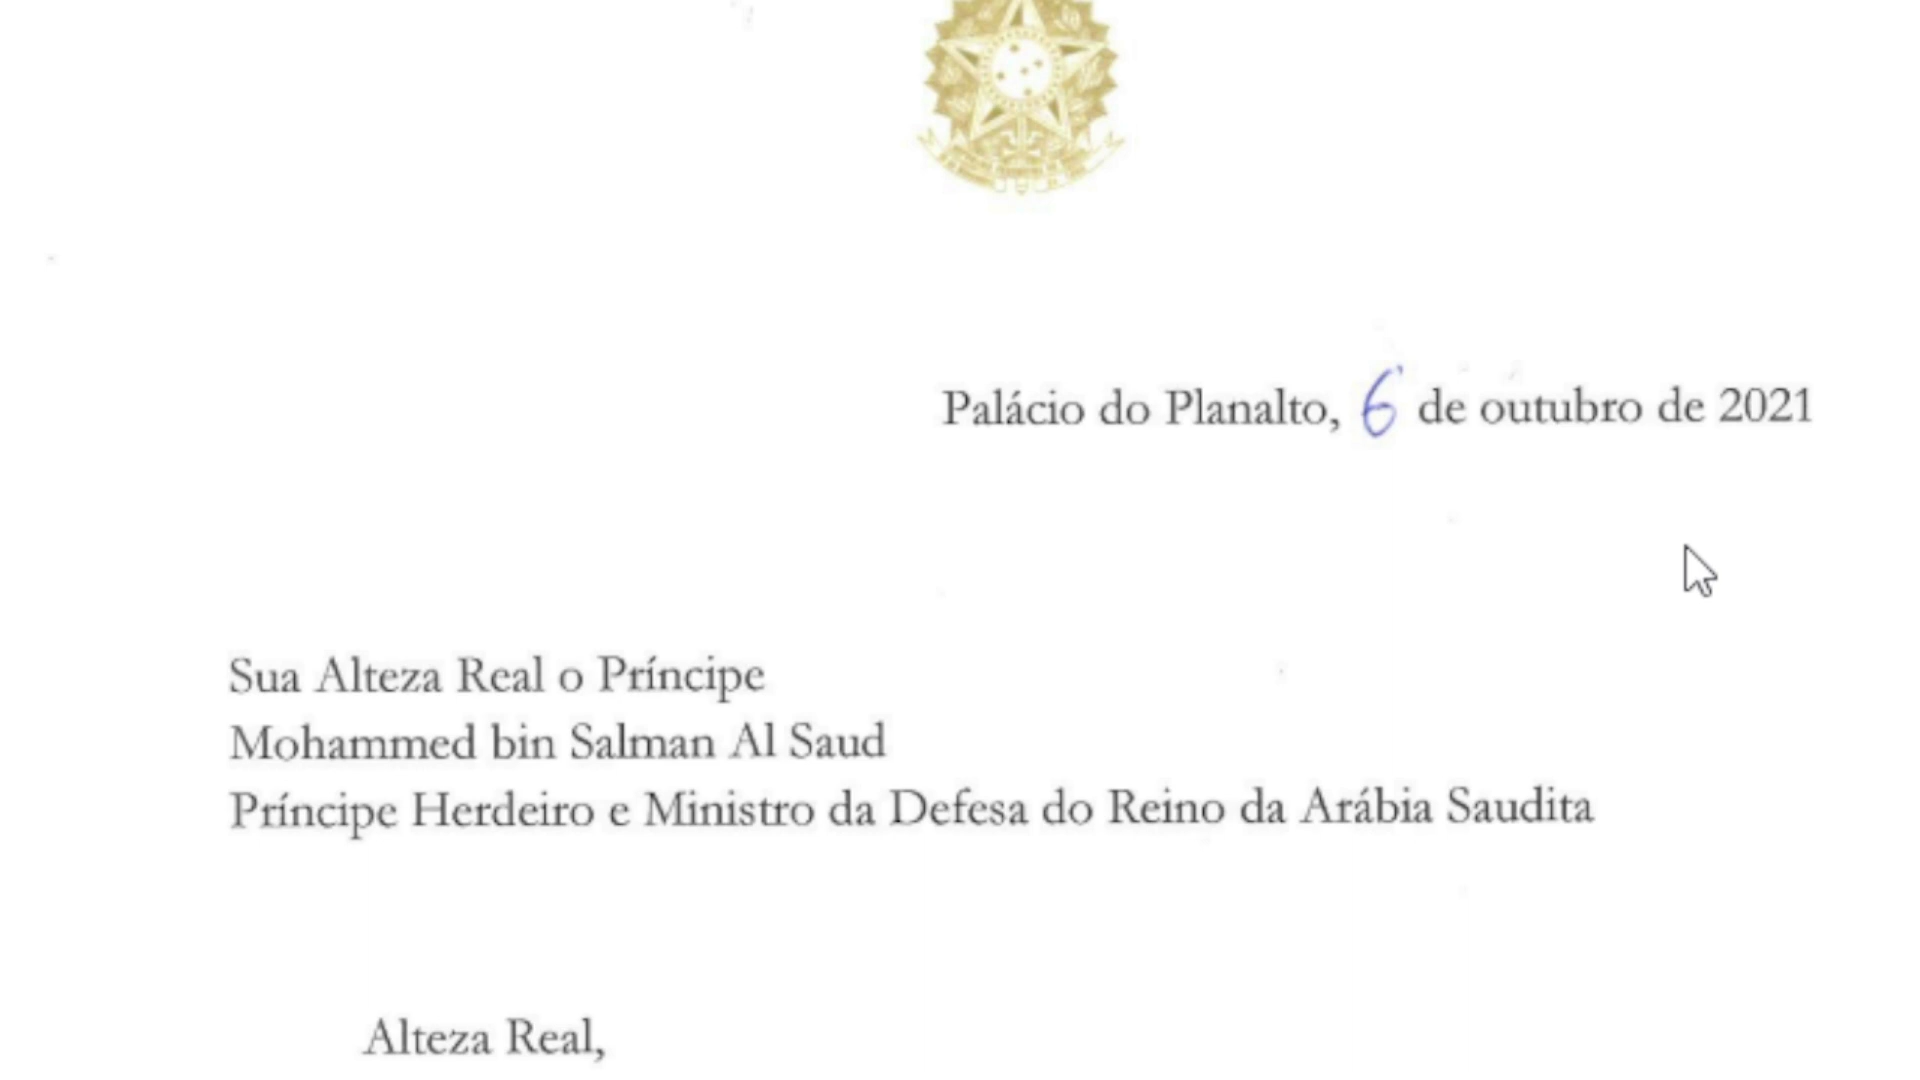 Palácio do Planalto, 6 de outubro de 2021
Sua Alteza Real o Príncipe
Mohammed bin Salman Al Saud
Príncipe Herdeiro e Ministro da Defesa do Reino da Arábia Saudita
Alteza Real,